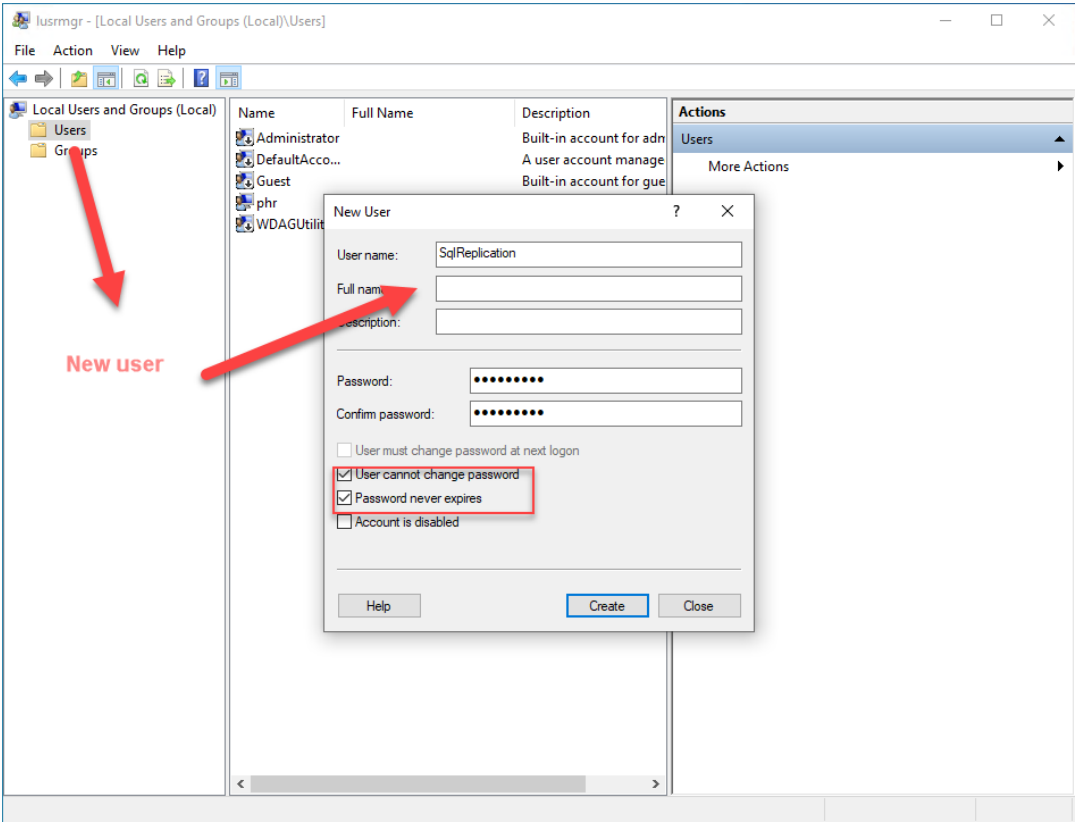 lusrmgr - [Local Users and Groups (Local)\Users]
File Action View Help
Local Users and Groups (Local)
Users
Groups
Name Full Name Description
Administrator Built-in account for adm
DefaultAcco... A user account manage
Guest Built-in account for gue
phr
WDAGUtilit
Actions
Users
More Actions
New User
User name: SqlReplication
Full name
Description:
Password:
Confirm password:
User must change password at next logon
User cannot change password
Password never expires
Account is disabled
Help Create Close
New user